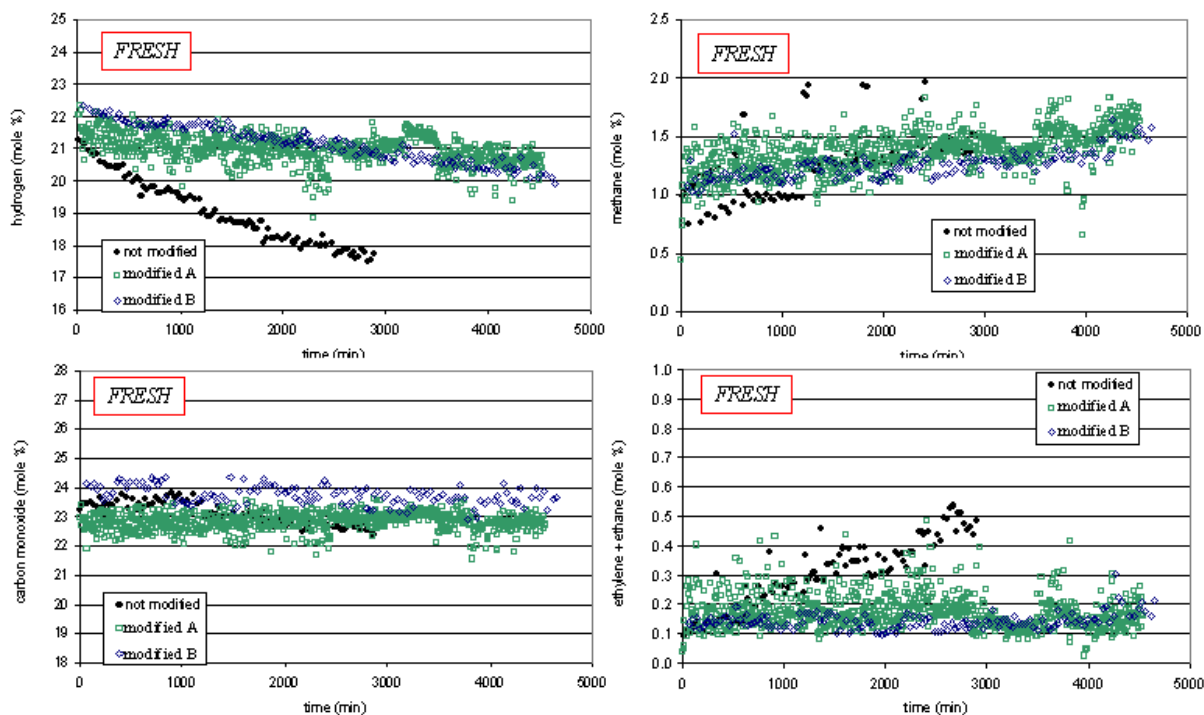 25
24
23
22
21
20
19
18
17
16
hydrogen (mole %)
FRESH
not modified
modified A
modified B
0
1000
2000
3000
4000
5000
time (min)
2.5
2.0
1.5
1.0
0.5
0.0
methane (mole %)
FRESH
not modified
modified A
modified B
0
1000
2000
3000
4000
5000
time (min)
28
27
26
25
24
23
22
21
20
19
18
carbon monoxide (mole %)
FRESH
not modified
modified A
modified B
0
1000
2000
3000
4000
5000
time (min)
1.0
0.9
0.8
0.7
0.6
0.5
0.4
0.3
0.2
0.1
0.0
ethylene + ethane (mole %)
FRESH
not modified
modified A
modified B
0
1000
2000
3000
4000
5000
time (min)